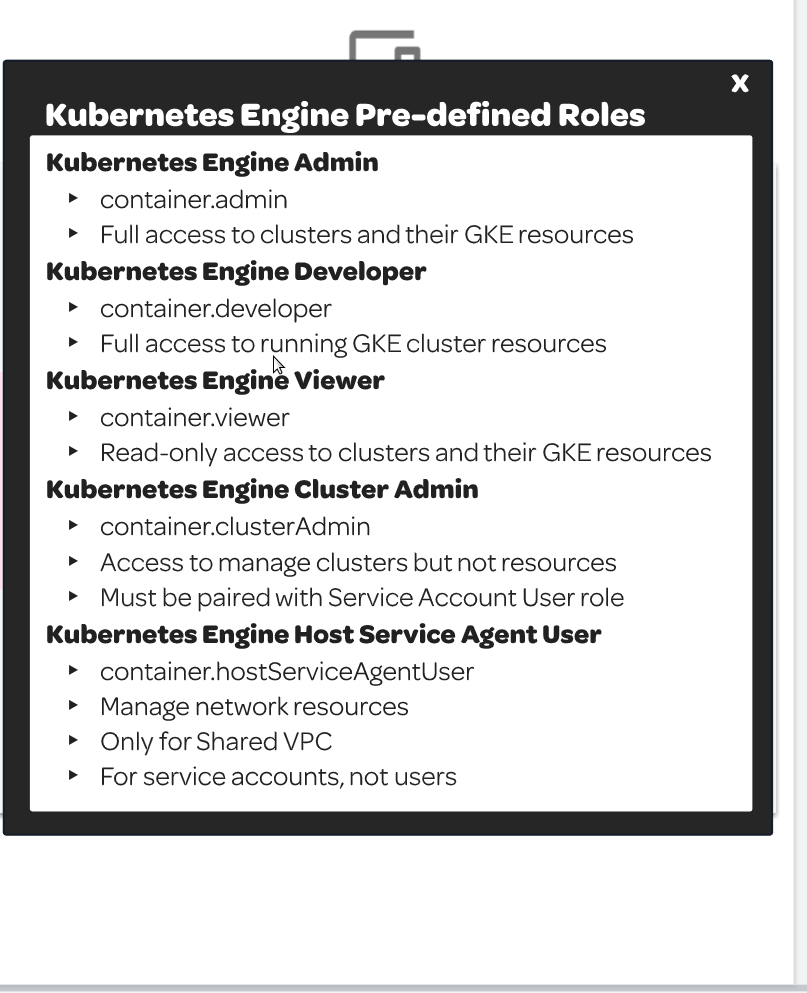 X
Kubernetes Engine Pre-defined Roles
Kubernetes Engine Admin
‣ container.admin
‣ Full access to clusters and their GKE resources
Kubernetes Engine Developer
‣ container.developer
‣ Full access to running GKE cluster resources
Kubernetes Engine Viewer
‣ container.viewer
‣ Read-only access to clusters and their GKE resources
Kubernetes Engine Cluster Admin
‣ container.clusterAdmin
‣ Access to manage clusters but not resources
‣ Must be paired with Service Account User role
Kubernetes Engine Host Service Agent User
‣ container.hostServiceAgentUser
‣ Manage network resources
‣ Only for Shared VPC
‣ For service accounts, not users